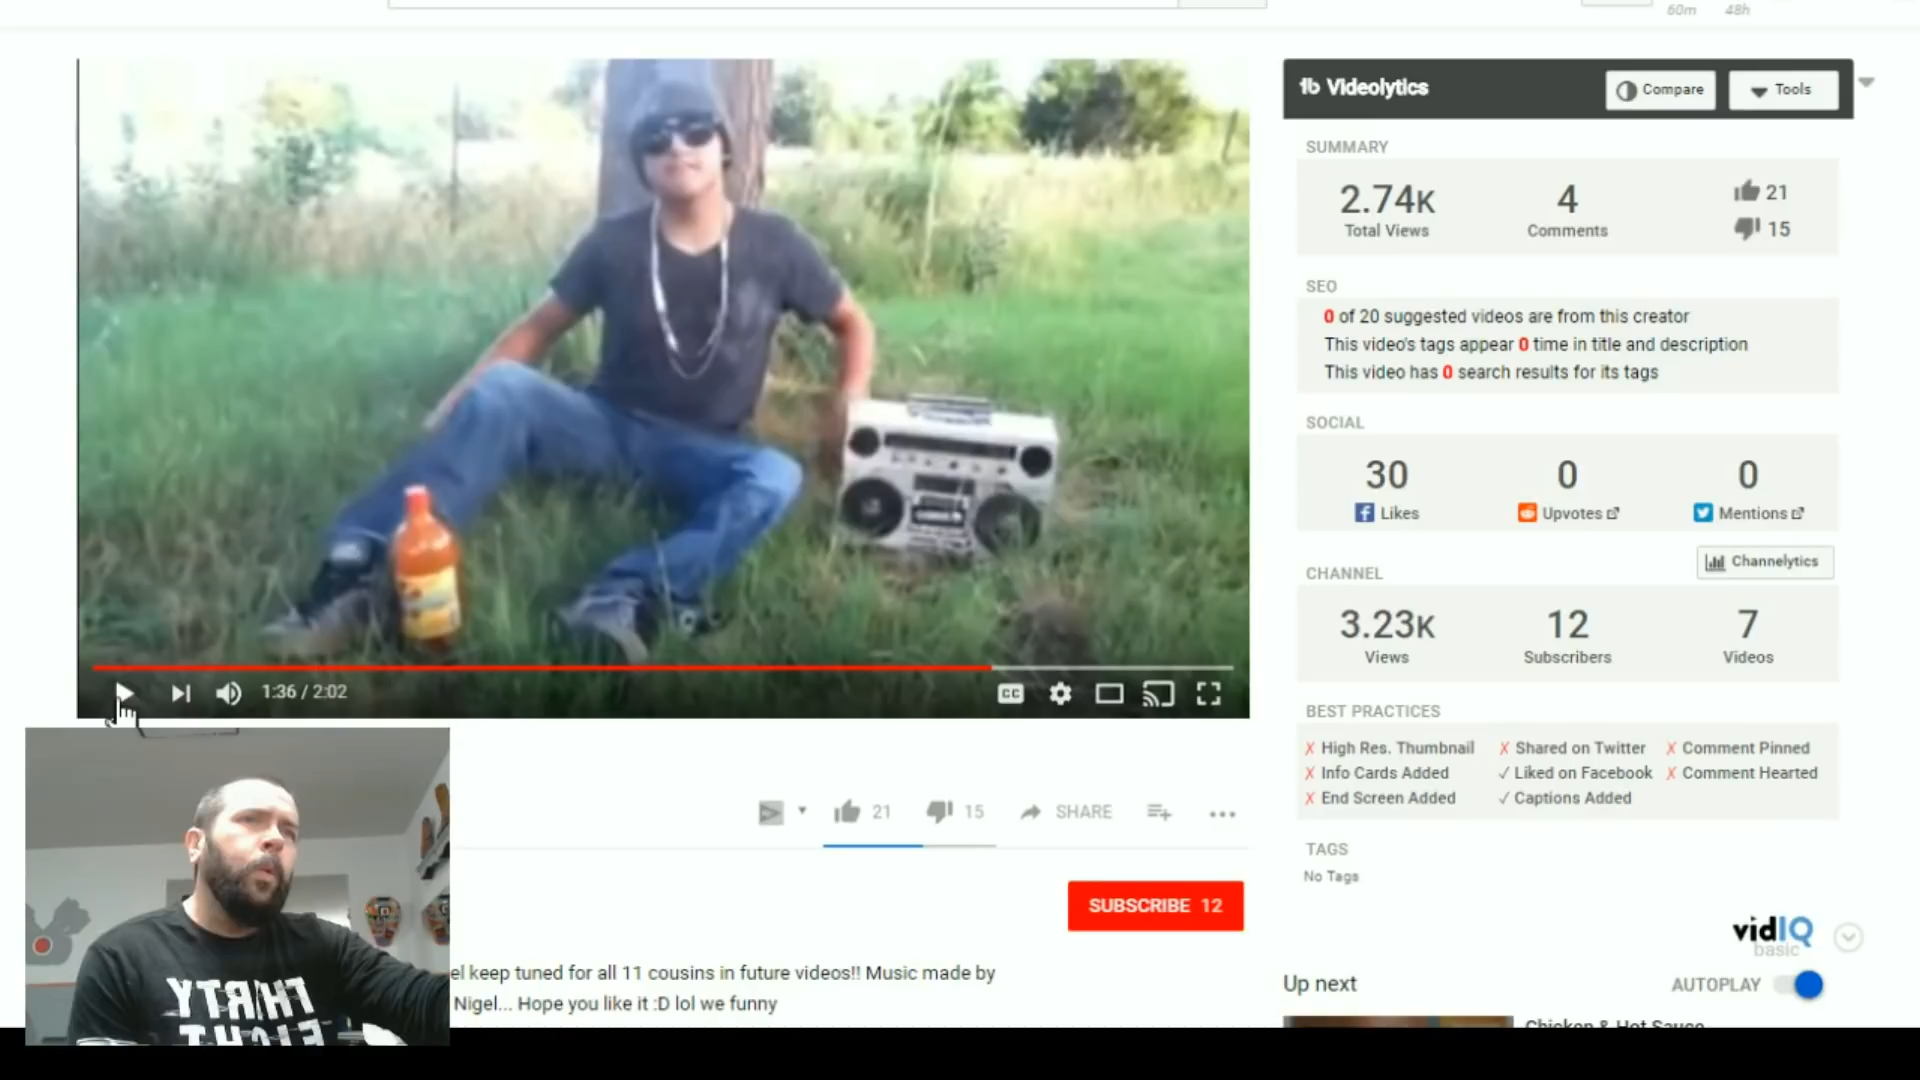 60m 48h
Videolytics
Compare
Tools
SUMMARY
2.74K
Total Views
4
Comments
21
15
SEO
0 of 20 suggested videos are from this creator
This video's tags appear 0 time in title and description
This video has 0 search results for its tags
SOCIAL
30
Likes
0
Upvotes
0
Mentions
CHANNEL
Channelytics
3.23K
Views
12
Subscribers
7
Videos
BEST PRACTICES
✗ High Res. Thumbnail ✗ Shared on Twitter ✗ Comment Pinned
✗ Info Cards Added ✓ Liked on Facebook ✗ Comment Hearted
✗ End Screen Added ✓ Captions Added
TAGS
No Tags
vidIQ
basic
Up next
AUTOPLAY
Chicken & Hot Sauce
1:36 / 2:02
CC
21
15
SHARE
SUBSCRIBE 12
el keep tuned for all 11 cousins in future videos!! Music made by
Nigel... Hope you like it :D lol we funny
THIRTY
EIGHT